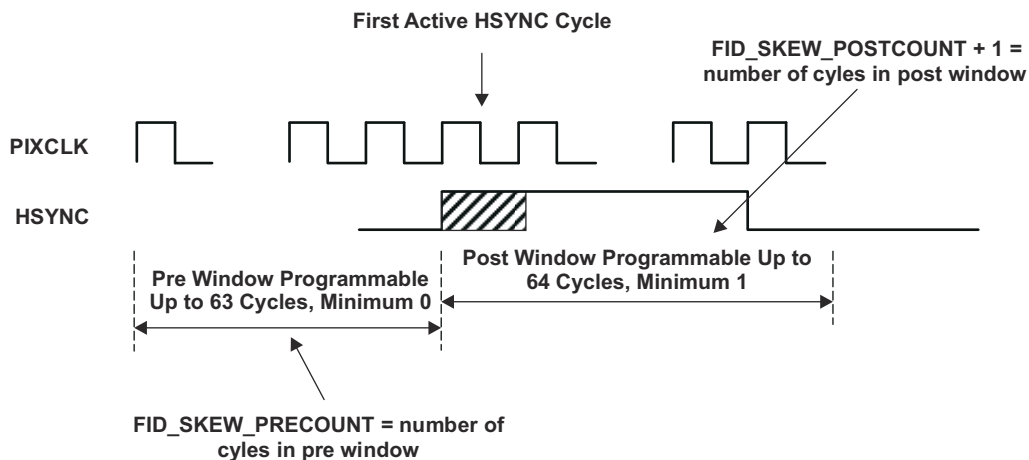 First Active HSYNC Cycle
FID_SKEW_POSTCOUNT + 1 =
number of cyles in post window
PIXCLK
HSYNC
Pre Window Programmable
Up to 63 Cycles, Minimum 0
Post Window Programmable Up to
64 Cycles, Minimum 1
FID_SKEW_PRECOUNT = number of
cyles in pre window